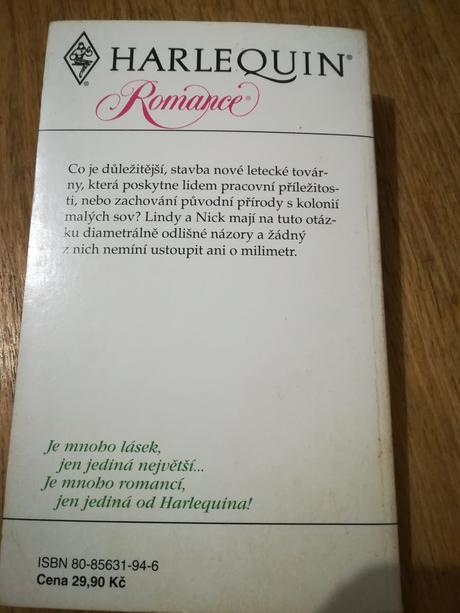 HARLEQUIN®
Romance®
®
Co je důležitější, stavba nové letecké továr-
ny, která poskytne lidem pracovní příležitos-
ti, nebo zachování původní přírody s kolonií
malých sov? Lindy a Nick mají na tuto otáz-
ku diametrálně odlišné názory a žádný
z nich nemíní ustoupit ani o milimetr.
Je mnoho lásek,
jen jediná největší...
Je mnoho romancí,
jen jediná od Harlequina!
ISBN 80-85631-94-6
Cena 29,90 Kč